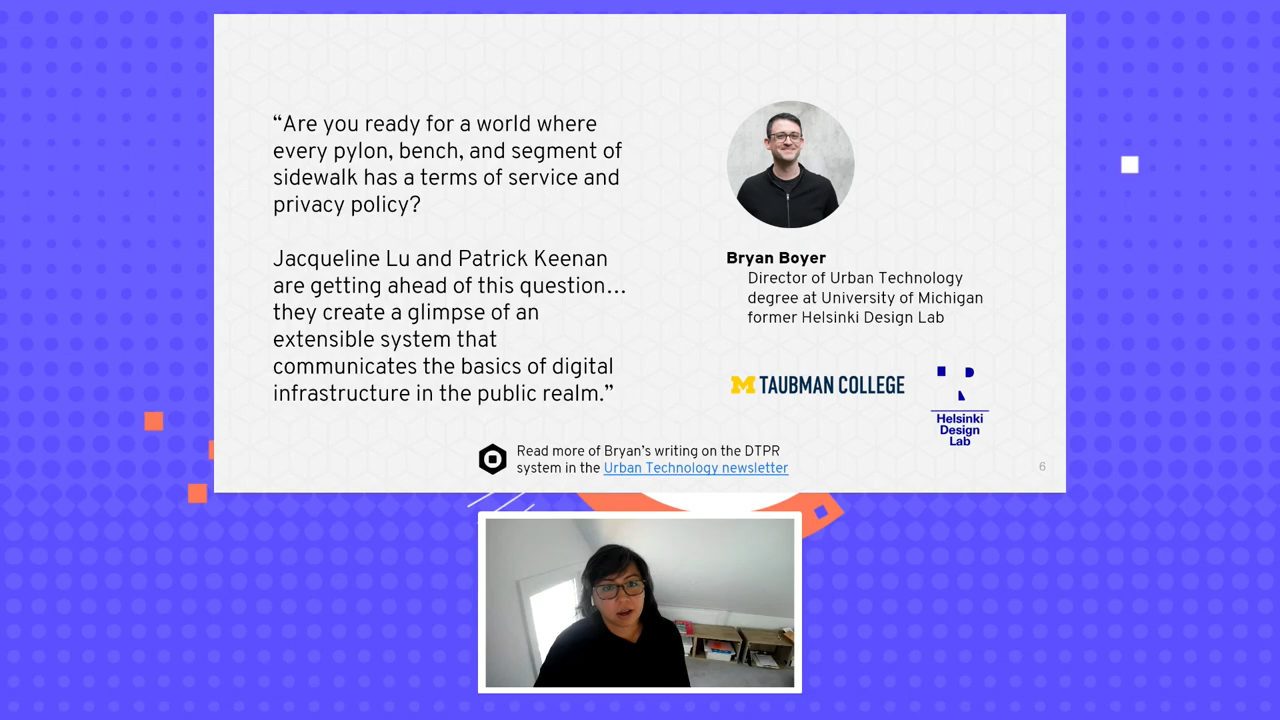 “Are you ready for a world where
every pylon, bench, and segment of
sidewalk has a terms of service and
privacy policy?
Jacqueline Lu and Patrick Keenan
are getting ahead of this question...
they create a glimpse of an
extensible system that
communicates the basics of digital
infrastructure in the public realm.”
Bryan Boyer
Director of Urban Technology
degree at University of Michigan
former Helsinki Design Lab
M TAUBMAN COLLEGE
Helsinki
Design
Lab
Read more of Bryan’s writing on the DTPR
system in the Urban Technology newsletter
6